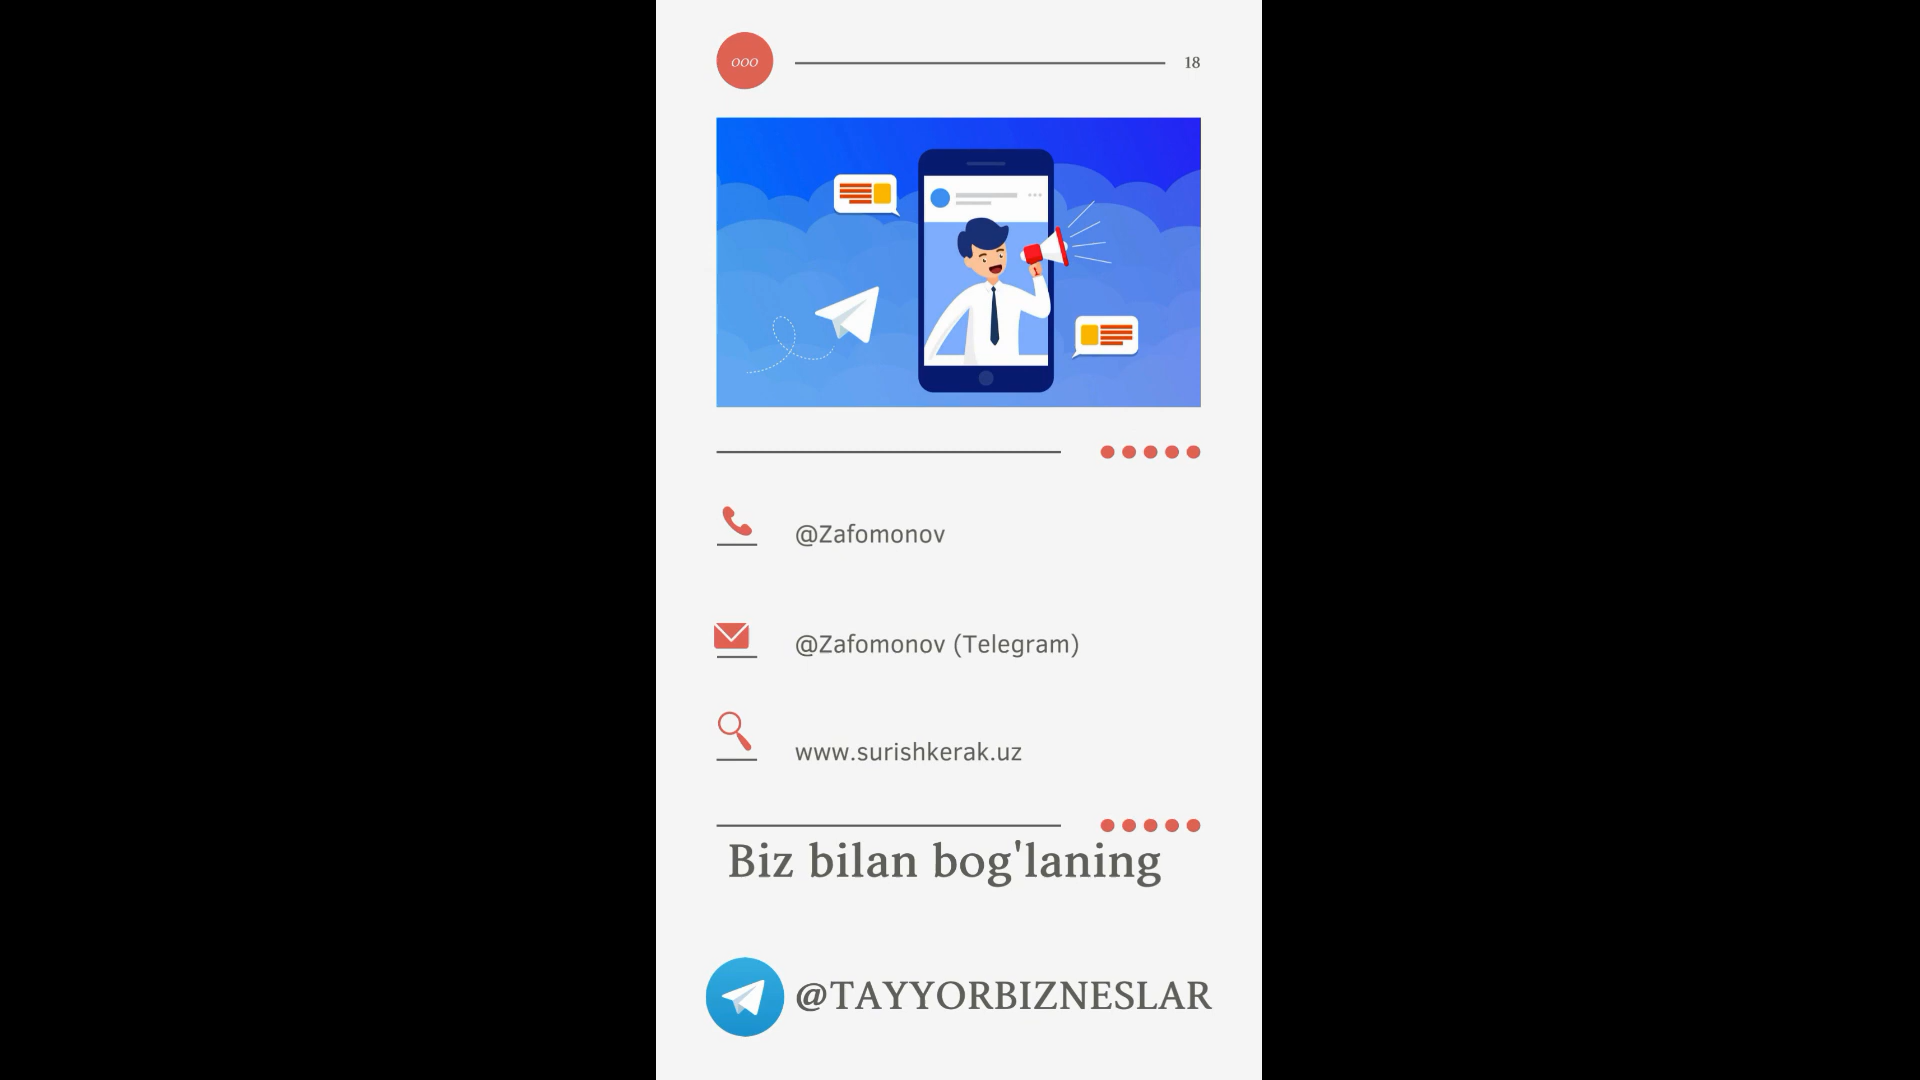 ooo
18
@Zafomonov
@Zafomonov (Telegram)
www.surishkerak.uz
Biz bilan bog'laning
@TAYYORBIZNESLAR